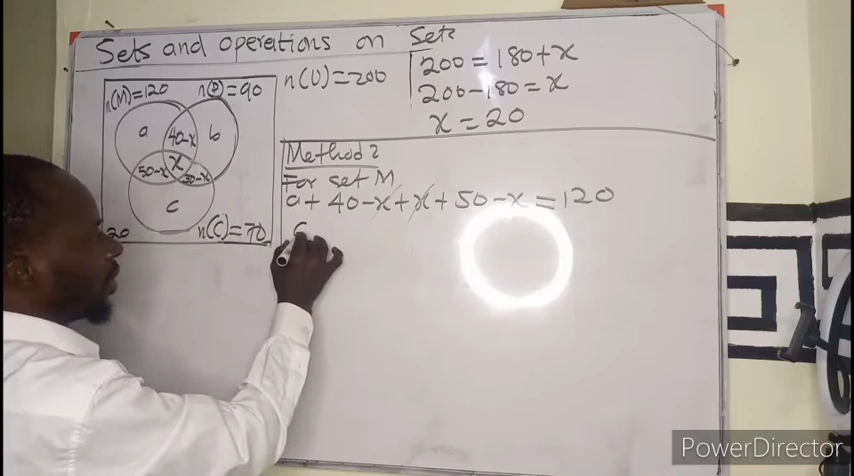 Sets and operations on Sets
n(M)=120
n(P)=90
a
40-x
b
x
50-x
30-x
c
20
n(C)=70
n(U)=200
200=180+x
200-180=x
x=20
Method 2
For set M
a+40-x+x+50-x=120
PowerDirector